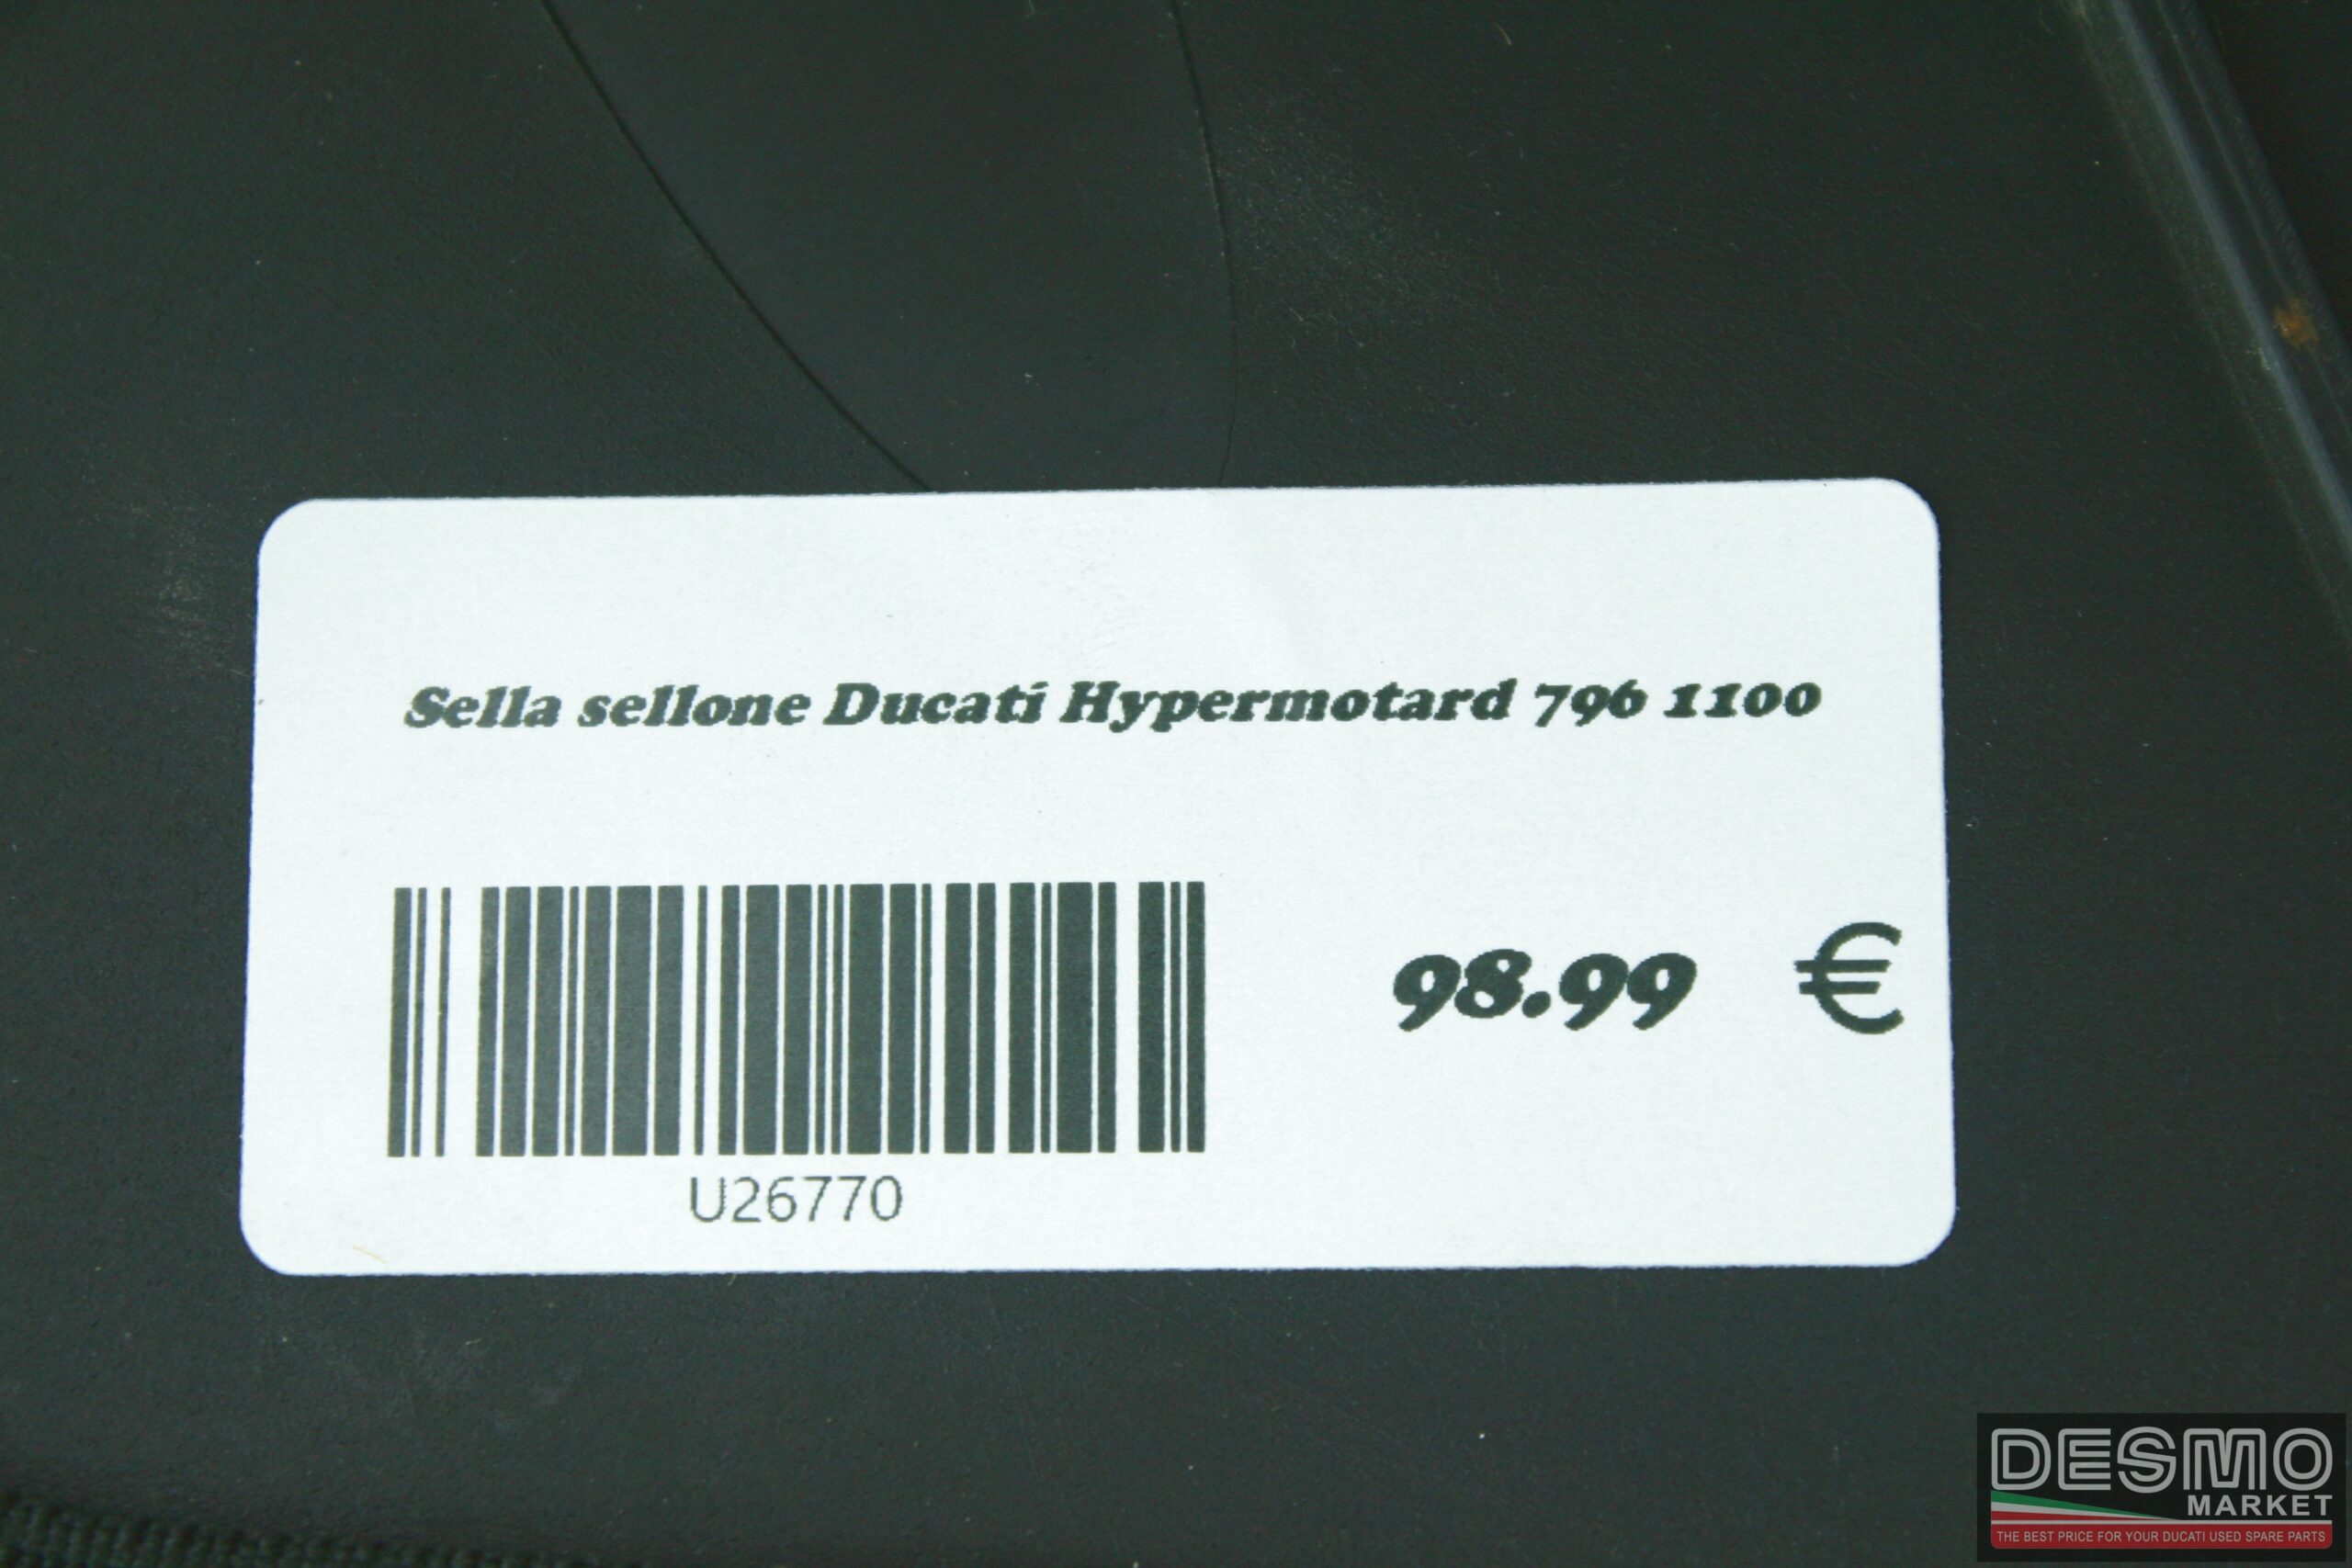 Sella sellone Ducati Hypermotard 796 1100
98.99 €
U26770
DESMO
MARKET
THE BEST PRICE FOR YOUR DUCATI USED SPARE PARTS